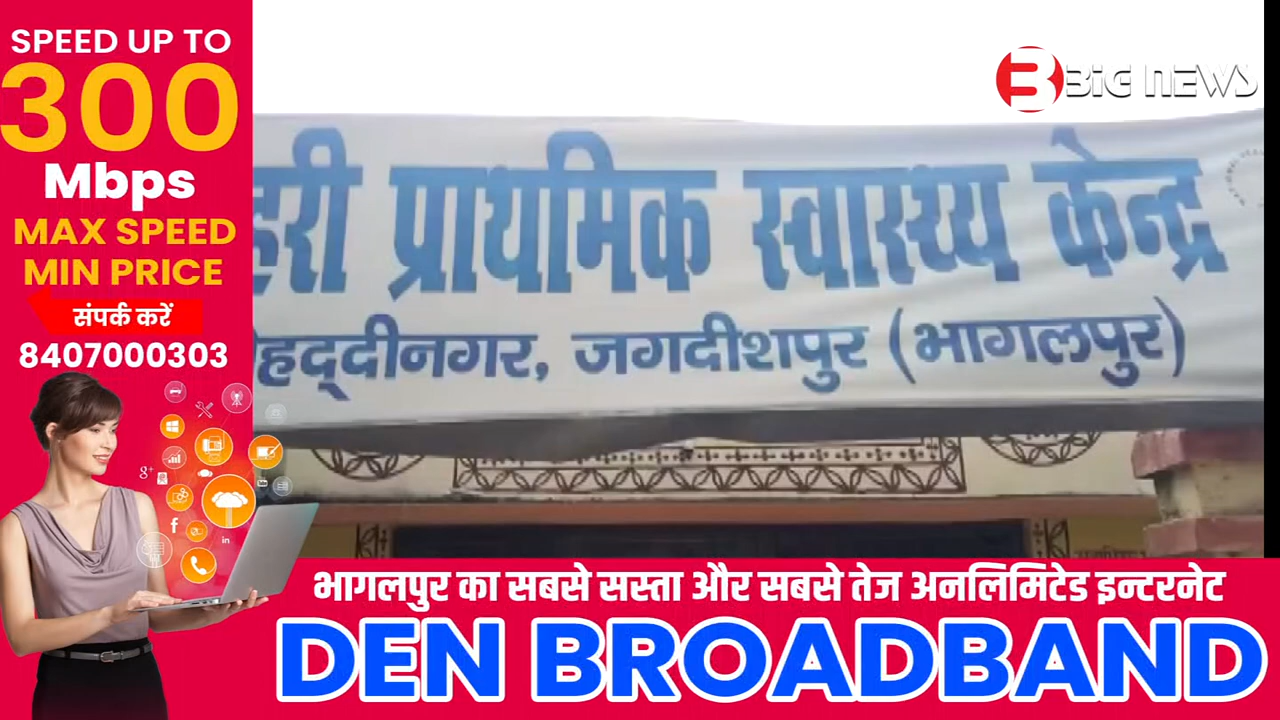 SPEED UP TO
300
Mbps
MAX SPEED
MIN PRICE
संपर्क करें
8407000303
BIG NEWS
हरी प्राथमिक स्वास्थ्य केन्द्र
हद्दीनगर, जगदीशपुर (भागलपुर)
भागलपुर का सबसे सस्ता और सबसे तेज अनलिमिटेड इन्टरनेट
DEN BROADBAND